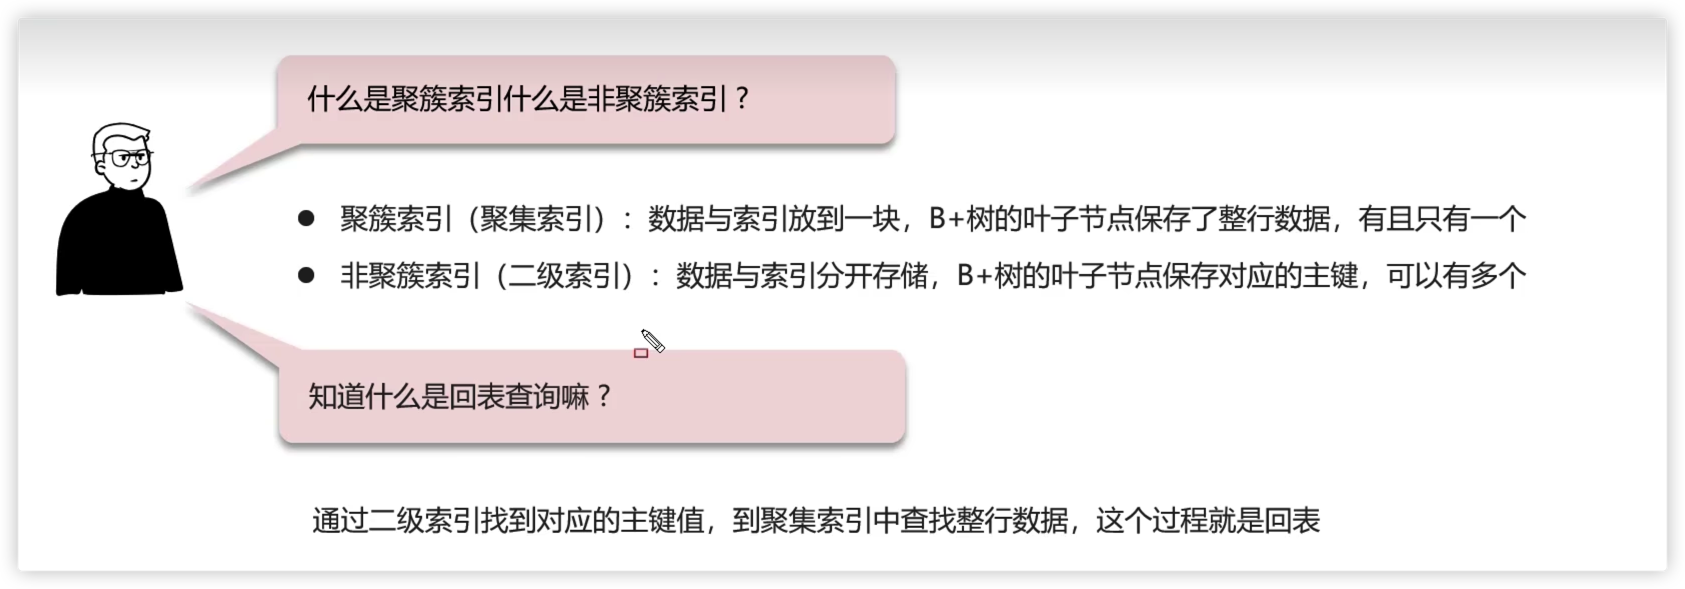 什么是聚簇索引什么是非聚簇索引？
● 聚簇索引（聚集索引）：数据与索引放到一块，B+树的叶子节点保存了整行数据，有且只有一个
● 非聚簇索引（二级索引）：数据与索引分开存储，B+树的叶子节点保存对应的主键，可以有多个
知道什么是回表查询嘛？
通过二级索引找到对应的主键值，到聚集索引中查找整行数据，这个过程就是回表